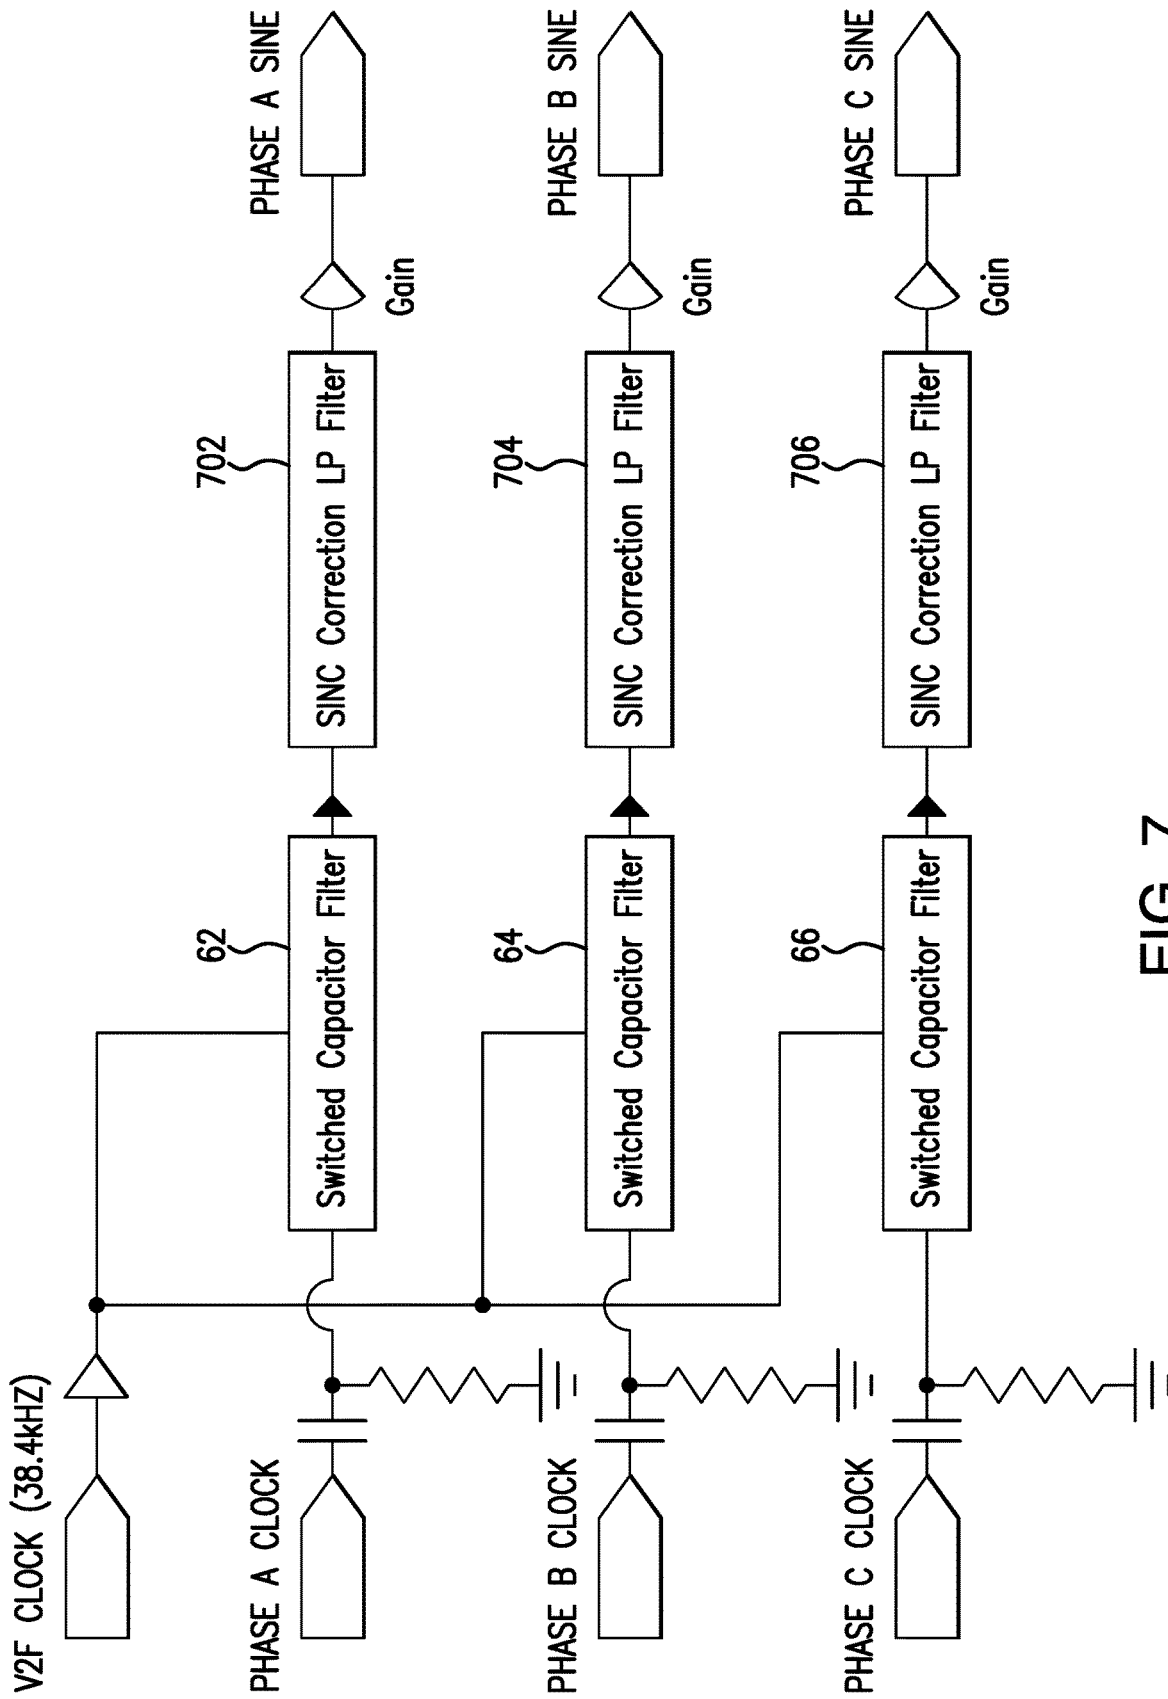 V2F CLOCK (38.4kHZ)
PHASE A CLOCK
62
Switched Capacitor Filter
702
SINC Correction LP Filter
Gain
PHASE A SINE
PHASE B CLOCK
64
Switched Capacitor Filter
704
SINC Correction LP Filter
Gain
PHASE B SINE
PHASE C CLOCK
66
Switched Capacitor Filter
706
SINC Correction LP Filter
Gain
PHASE C SINE
FIG. 7